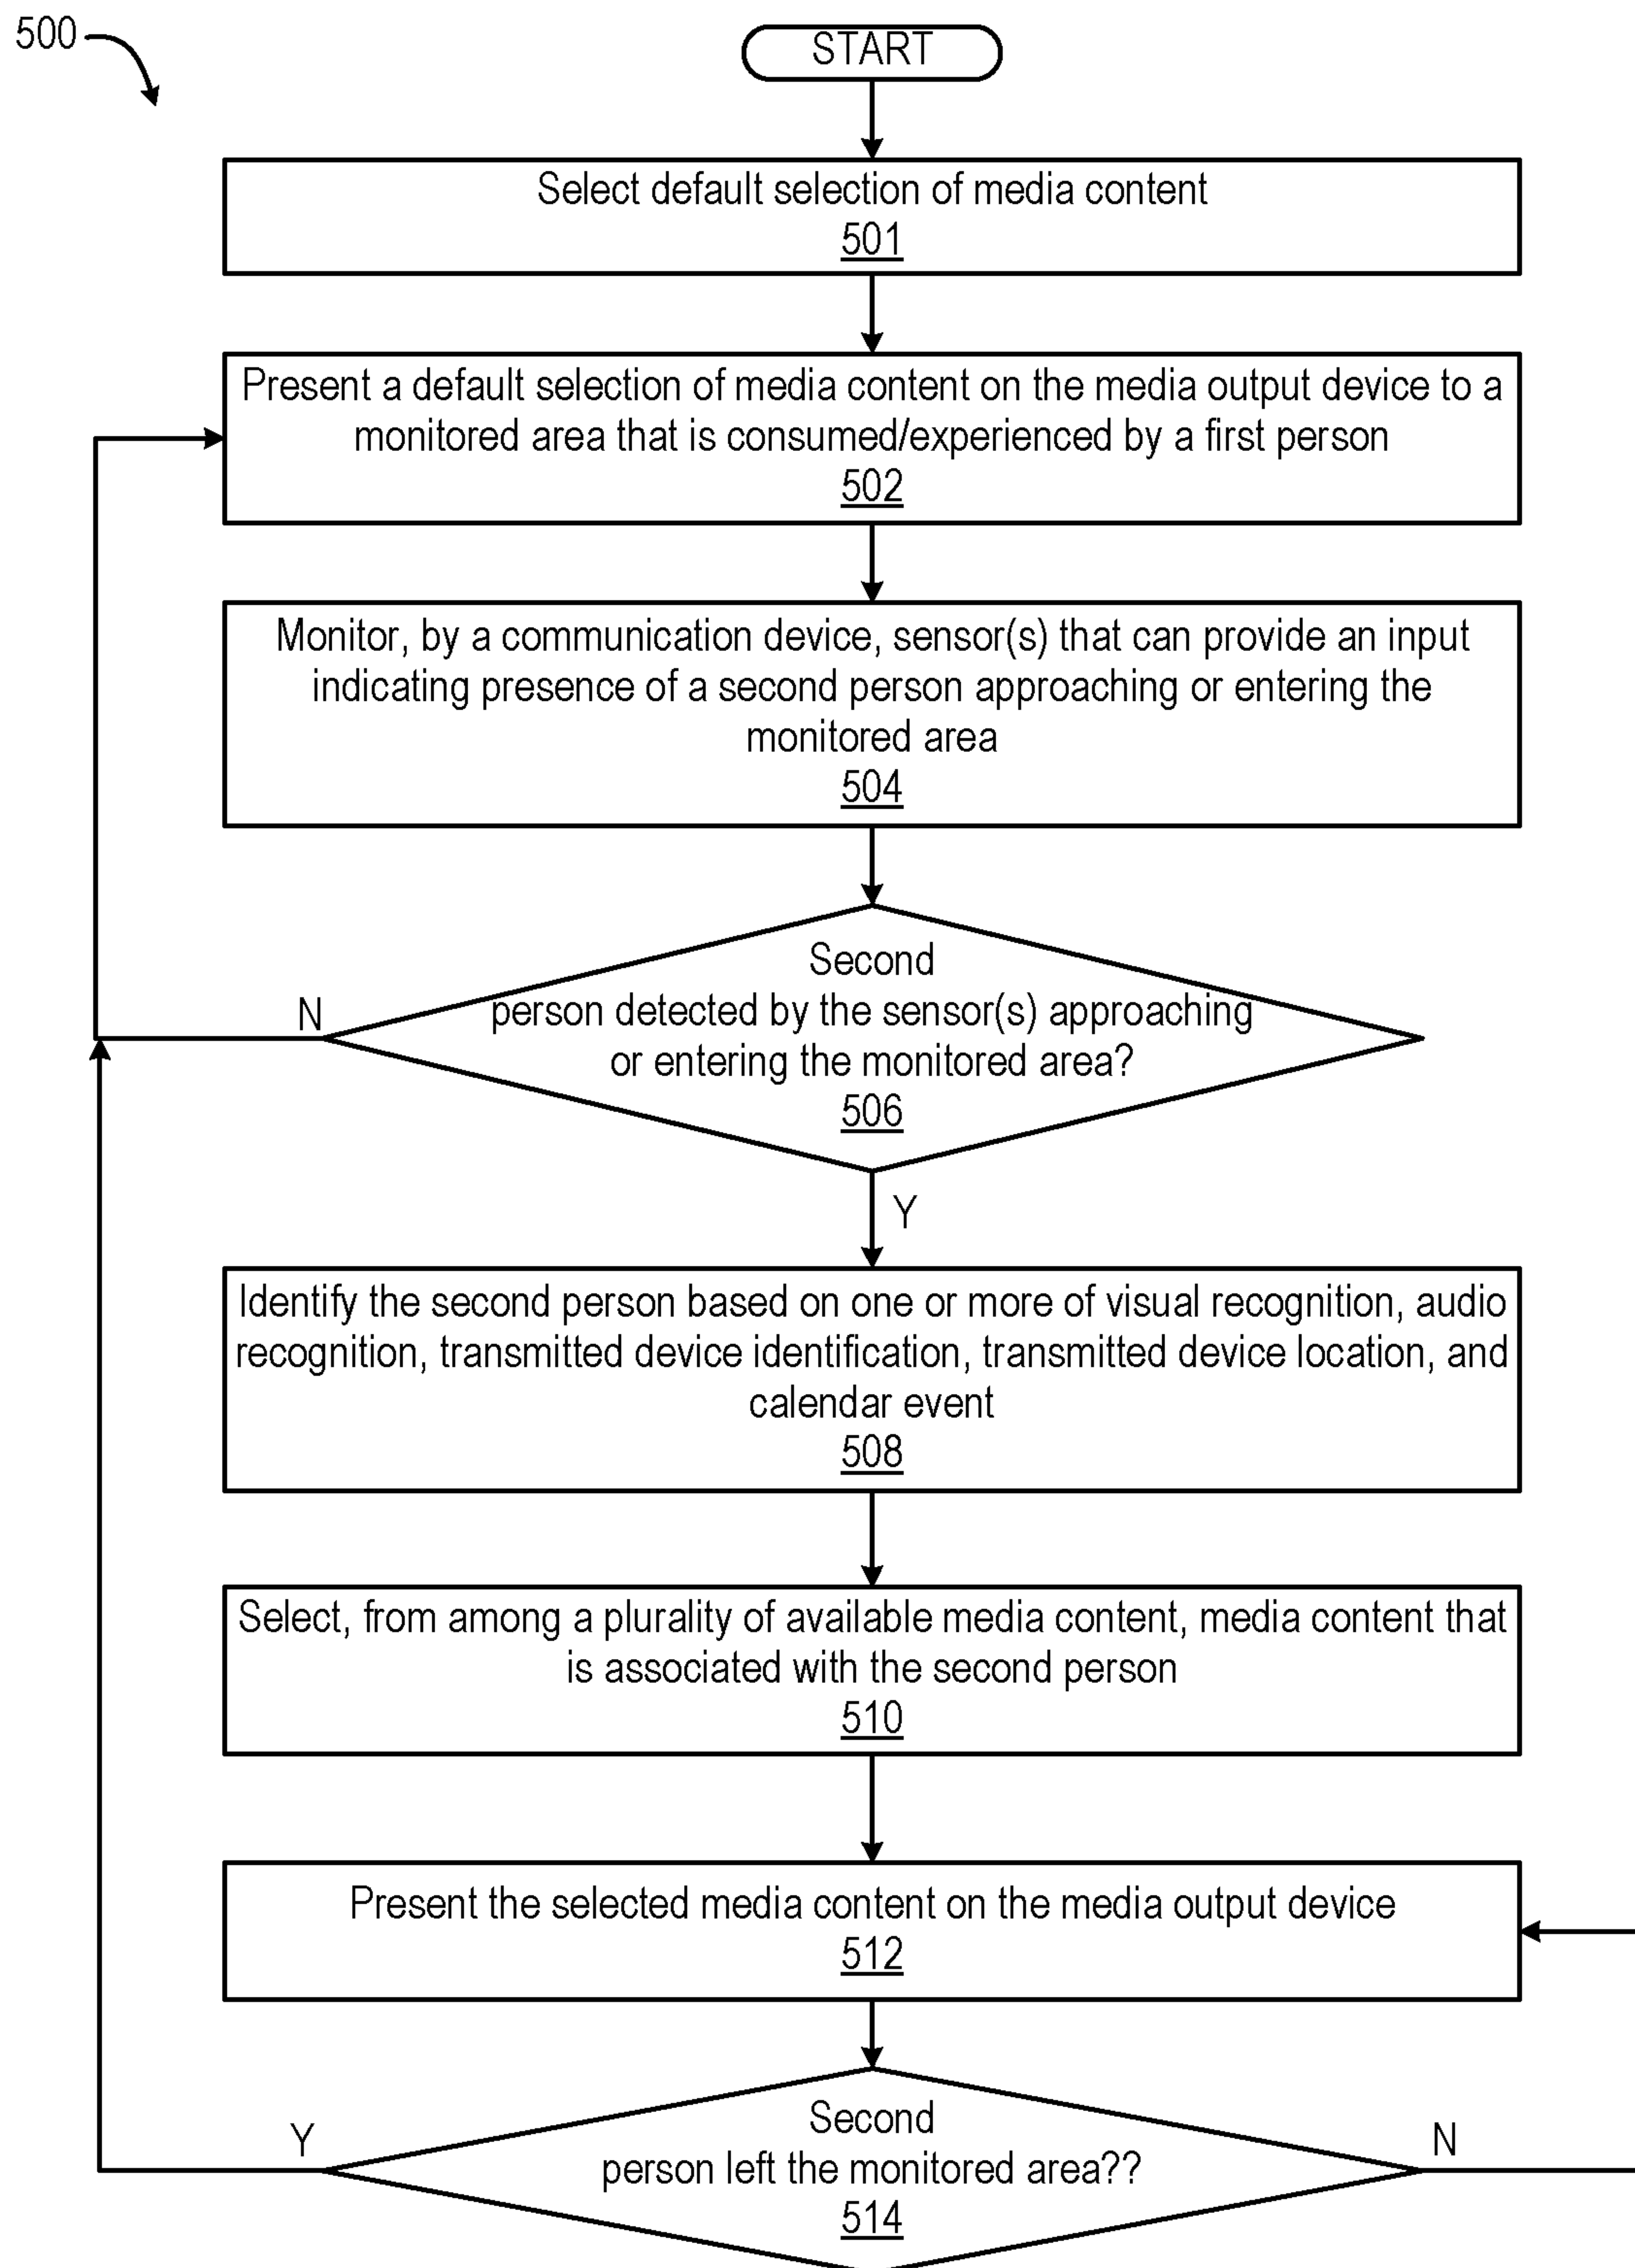 500
START
Select default selection of media content
501
Present a default selection of media content on the media output device to a
monitored area that is consumed/experienced by a first person
502
Monitor, by a communication device, sensor(s) that can provide an input
indicating presence of a second person approaching or entering the
monitored area
504
Second
person detected by the sensor(s) approaching
or entering the monitored area?
506
N
Y
Identify the second person based on one or more of visual recognition, audio
recognition, transmitted device identification, transmitted device location, and
calendar event
508
Select, from among a plurality of available media content, media content that
is associated with the second person
510
Present the selected media content on the media output device
512
Second
person left the monitored area??
514
Y
N